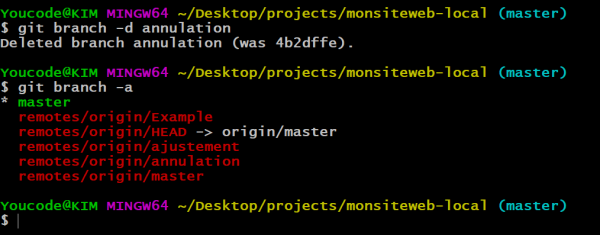 Youcode@KIM MINGW64 ~/Desktop/projects/monsiteweb-local (master)
$ git branch -d annulation
Deleted branch annulation (was 4b2dffe).
Youcode@KIM MINGW64 ~/Desktop/projects/monsiteweb-local (master)
$ git branch -a
* master
remotes/origin/Example
remotes/origin/HEAD -> origin/master
remotes/origin/ajustement
remotes/origin/annulation
remotes/origin/master
Youcode@KIM MINGW64 ~/Desktop/projects/monsiteweb-local (master)
$